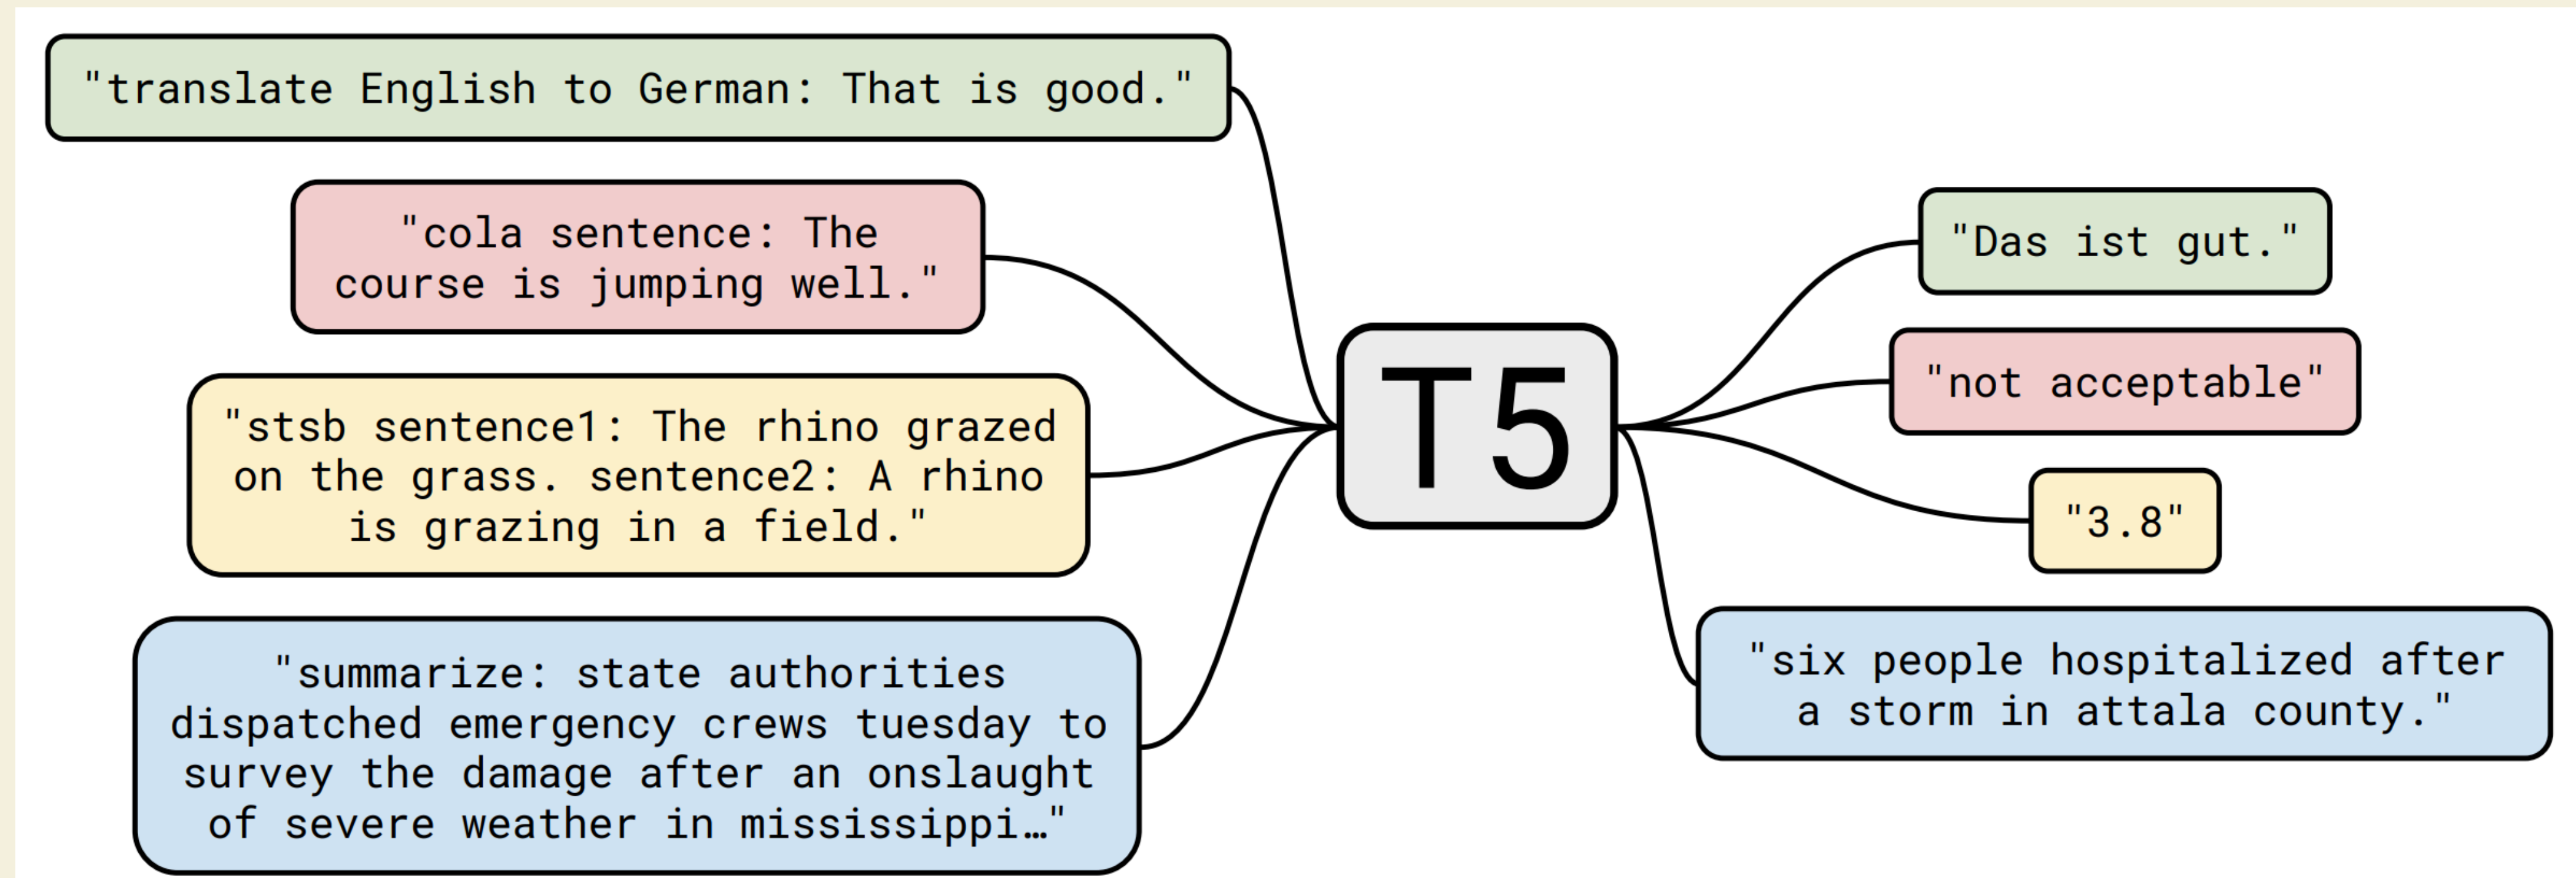 "translate English to German: That is good."
"cola sentence: The
course is jumping well."
"stsb sentence1: The rhino grazed
on the grass. sentence2: A rhino
is grazing in a field."
"summarize: state authorities
dispatched emergency crews tuesday to
survey the damage after an onslaught
of severe weather in mississippi…"
T5
"Das ist gut."
"not acceptable"
"3.8"
"six people hospitalized after
a storm in attala county."